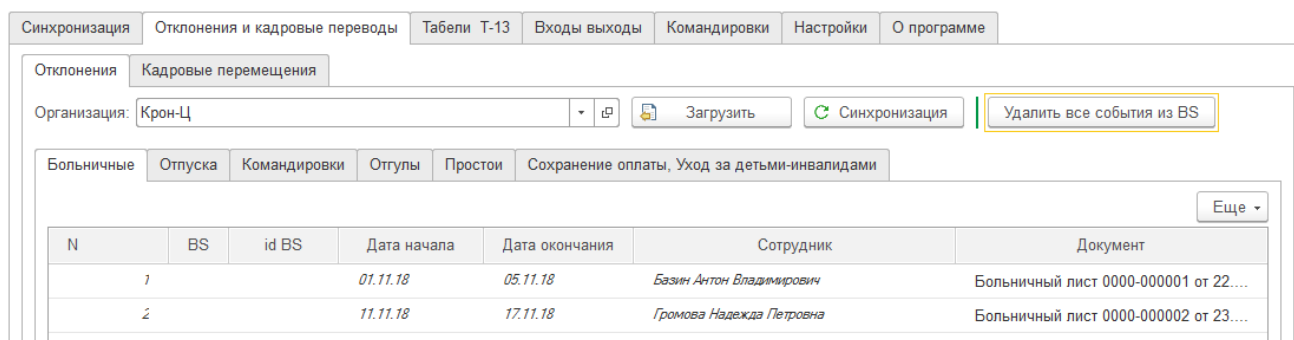 Синхронизация Отклонения и кадровые переводы Табели Т-13 Входы выходы Командировки Настройки О программе
Отклонения Кадровые перемещения
Организация: Крон-Ц Загрузить Синхронизация Удалить все события из BS
Больничные Отпуска Командировки Отгулы Простои Сохранение оплаты, Уход за детьми-инвалидами
Еще
N BS id BS Дата начала Дата окончания Сотрудник Документ
1 01.11.18 05.11.18 Базин Антон Владимирович Больничный лист 0000-000001 от 22....
2 11.11.18 17.11.18 Громова Надежда Петровна Больничный лист 0000-000002 от 23....